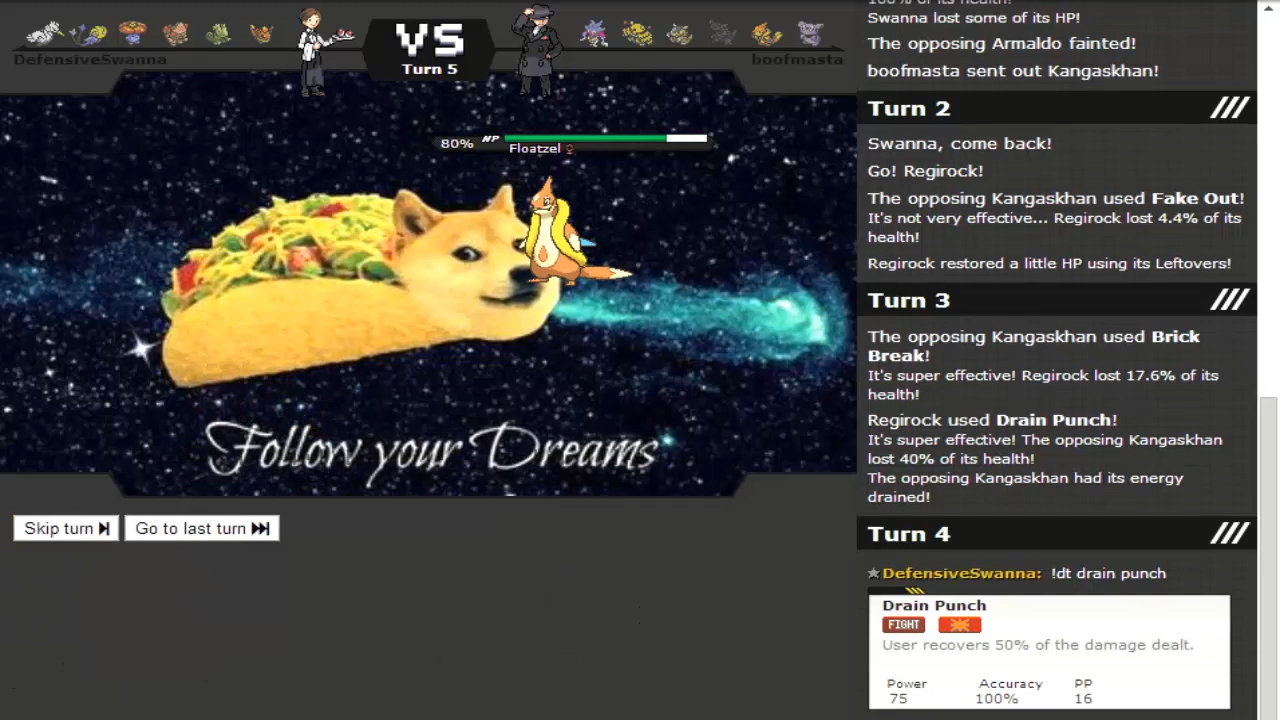 VS
Turn 5
DefensiveSwanna
boofmasta
80% HP
Floatzel ♀
Follow your Dreams
Skip turn
Go to last turn
Swanna lost some of its HP!
The opposing Armaldo fainted!
boofmasta sent out Kangaskhan!
Turn 2
Swanna, come back!
Go! Regirock!
The opposing Kangaskhan used Fake Out!
It's not very effective... Regirock lost 4.4% of its
health!
Regirock restored a little HP using its Leftovers!
Turn 3
The opposing Kangaskhan used Brick
Break!
It's super effective! Regirock lost 17.6% of its
health!
Regirock used Drain Punch!
It's super effective! The opposing Kangaskhan
lost 40% of its health!
The opposing Kangaskhan had its energy
drained!
Turn 4
★DefensiveSwanna: !dt drain punch
Drain Punch
FIGHT
User recovers 50% of the damage dealt.
Power Accuracy PP
75 100% 16